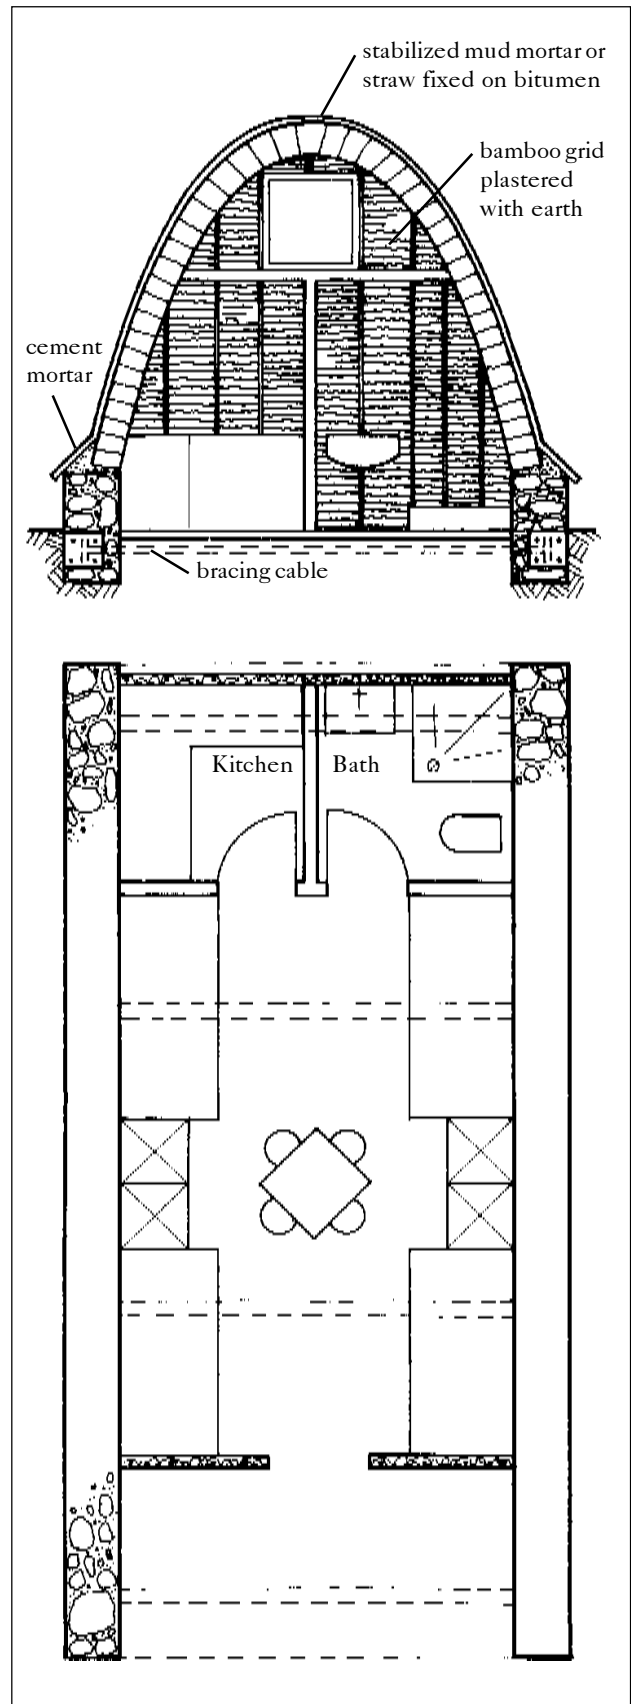 stabilized mud mortar or
straw fixed on bitumen
bamboo grid
plastered
with earth
cement
mortar
bracing cable
Kitchen
Bath